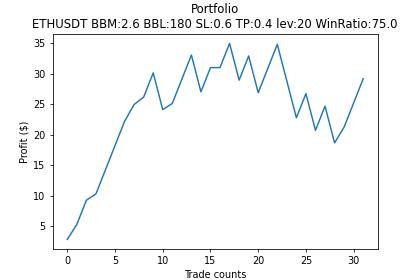 Portfolio
ETHUSDT BBM:2.6 BBL:180 SL:0.6 TP:0.4 lev:20 WinRatio:75.0
35
30
25
20
15
10
5
Profit ($)
0 5 10 15 20 25 30
Trade counts